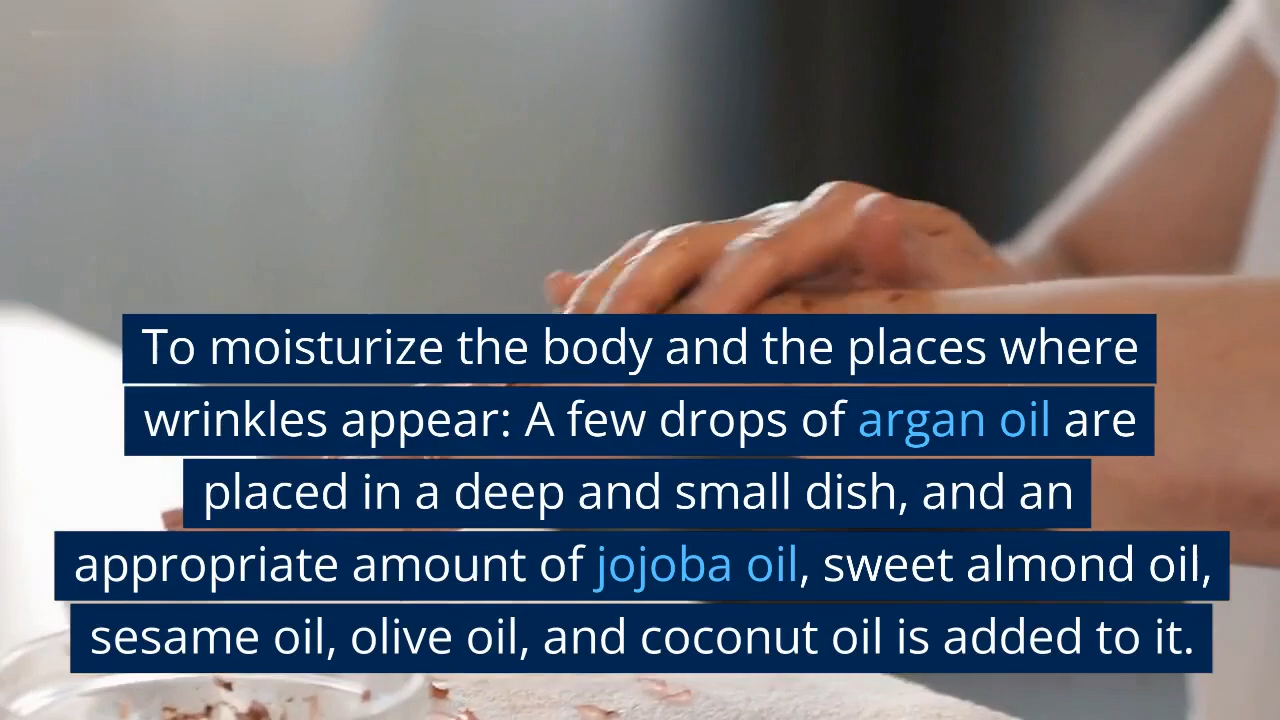 To moisturize the body and the places where
wrinkles appear: A few drops of argan oil are
placed in a deep and small dish, and an
appropriate amount of jojoba oil, sweet almond oil,
sesame oil, olive oil, and coconut oil is added to it.